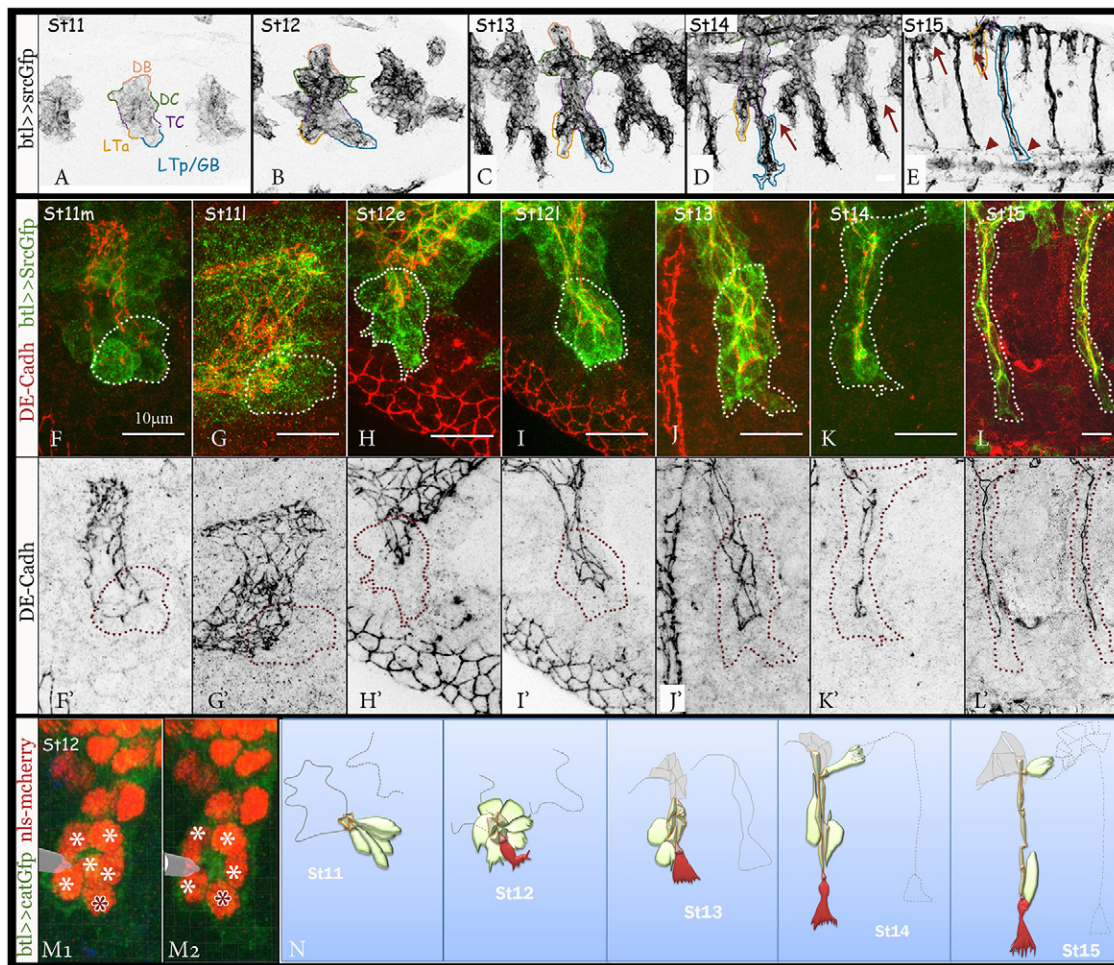 btl>>srcGfp
St11
DB
DC
TC
LTa
LTp/GB
A
St12
B
St13
C
St14
D
St15
E
DE-Cadh btl>>SrcGfp
St11m
10μm
F
St11l
G
St12e
H
St12l
I
St13
J
St14
K
St15
L
DE-Cadh
F'
G'
H'
I'
J'
K'
L'
btl>>catGfp nls-mcherry
St12
* * * * * *
M1
* * * * *
M2
St11
St12
St13
St14
St15
N